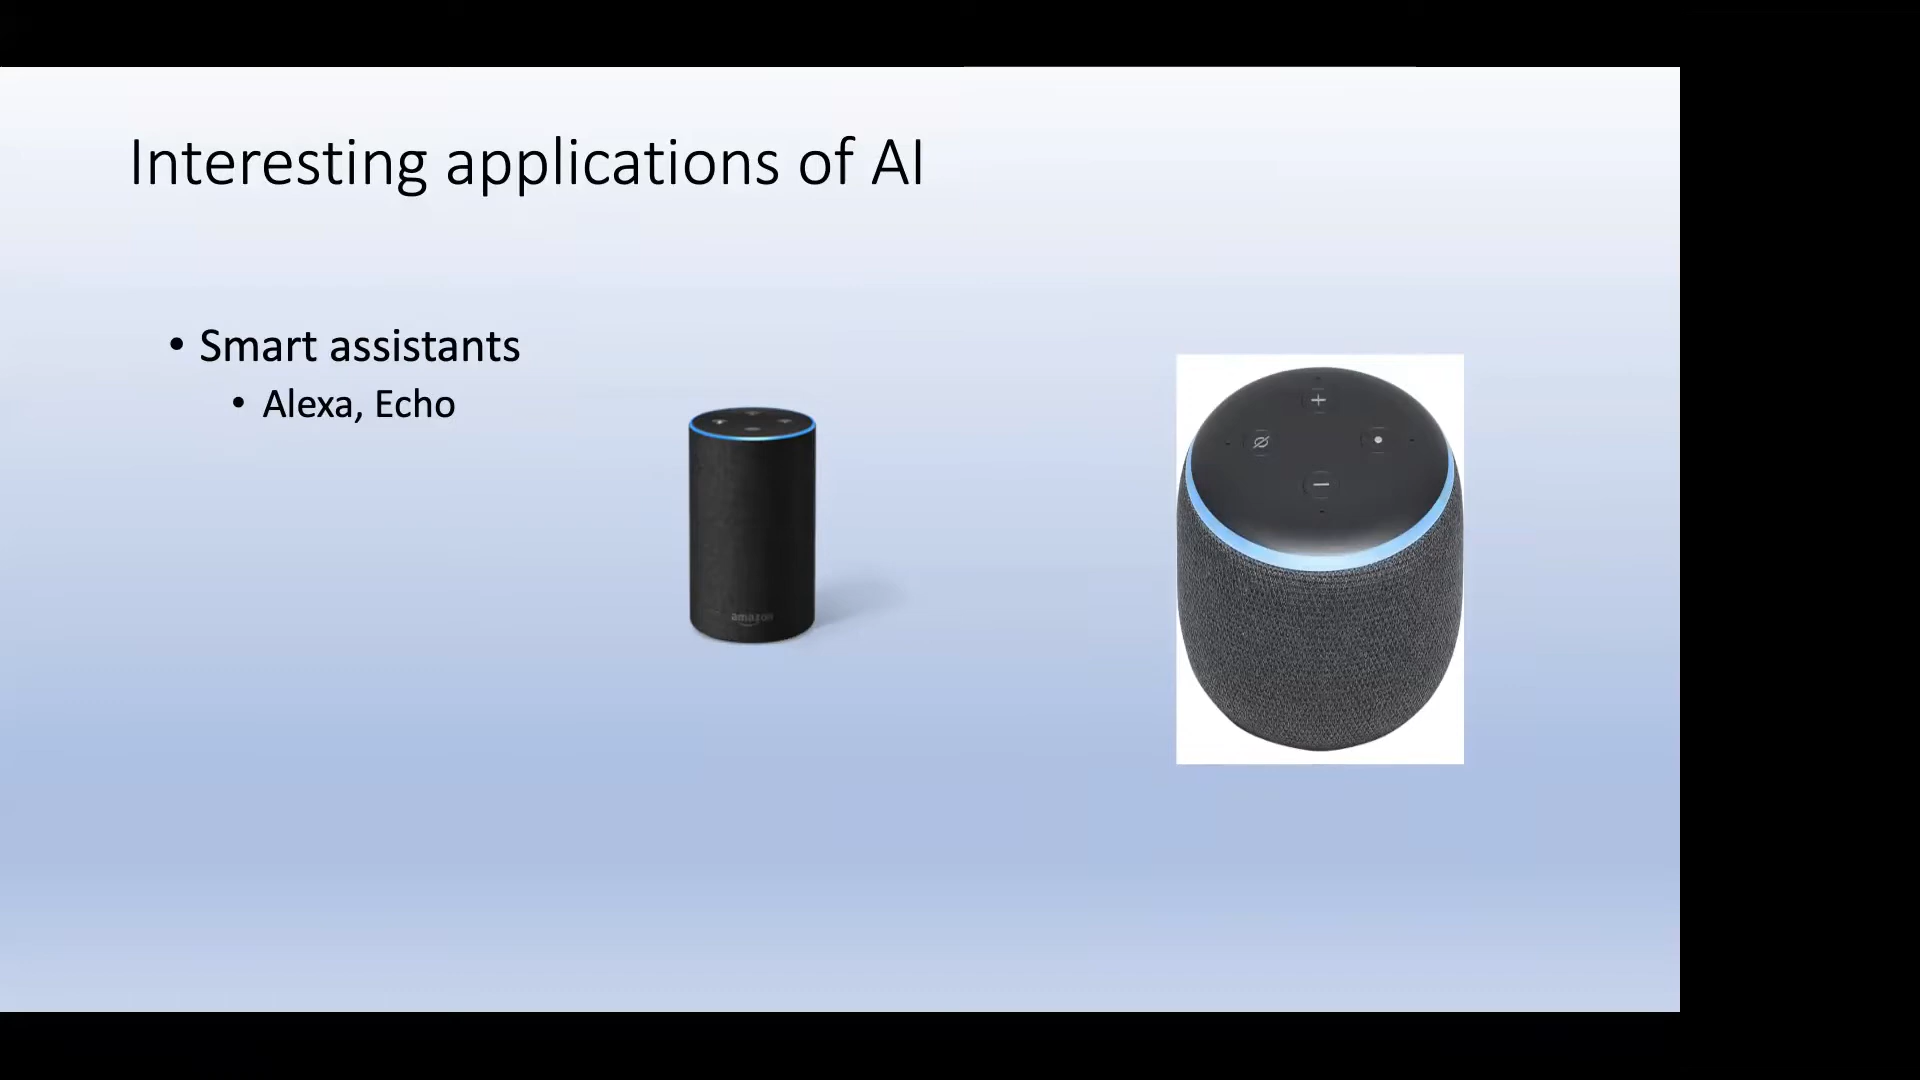 Interesting applications of AI
• Smart assistants
• Alexa, Echo
amazon